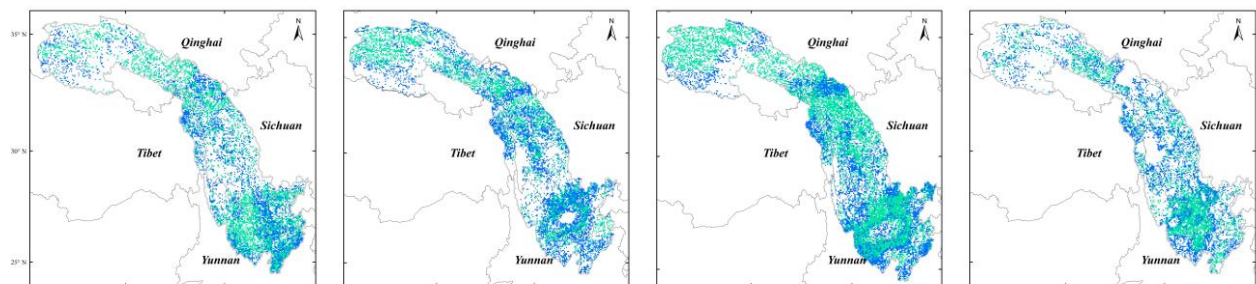 35° N
30° N
25° N
N
Qinghai
Sichuan
Tibet
Yunnan
N
Qinghai
Sichuan
Tibet
Yunnan
N
Qinghai
Sichuan
Tibet
Yunnan
N
Qinghai
Sichuan
Tibet
Yunnan